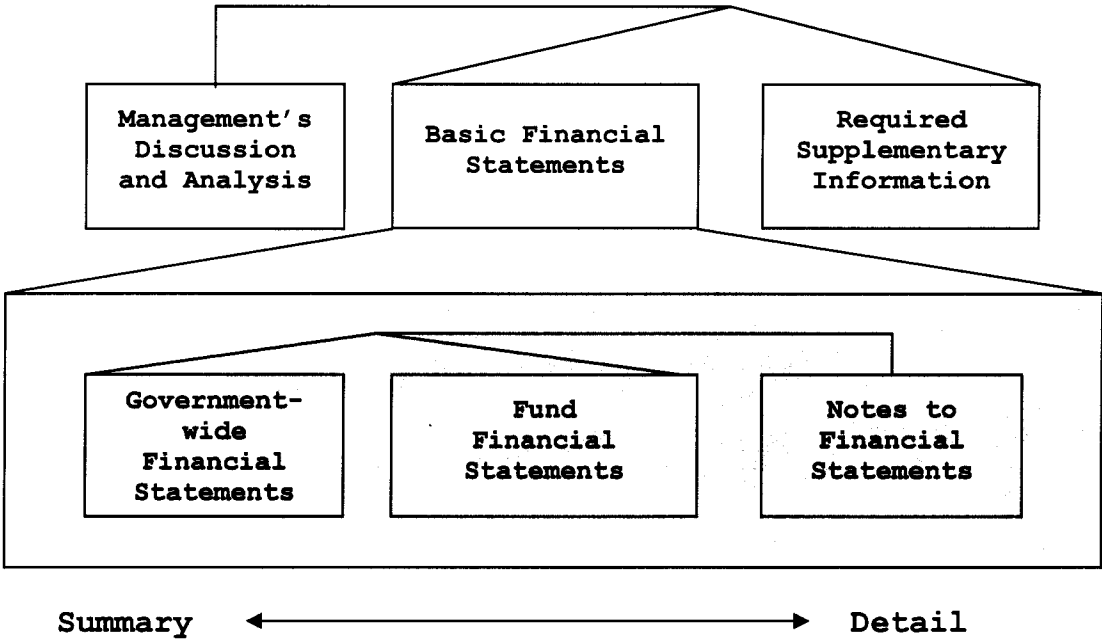 Management's
Discussion
and Analysis
Basic Financial
Statements
Required
Supplementary
Information
Government-
wide
Financial
Statements
Fund
Financial
Statements
Notes to
Financial
Statements
Summary
Detail